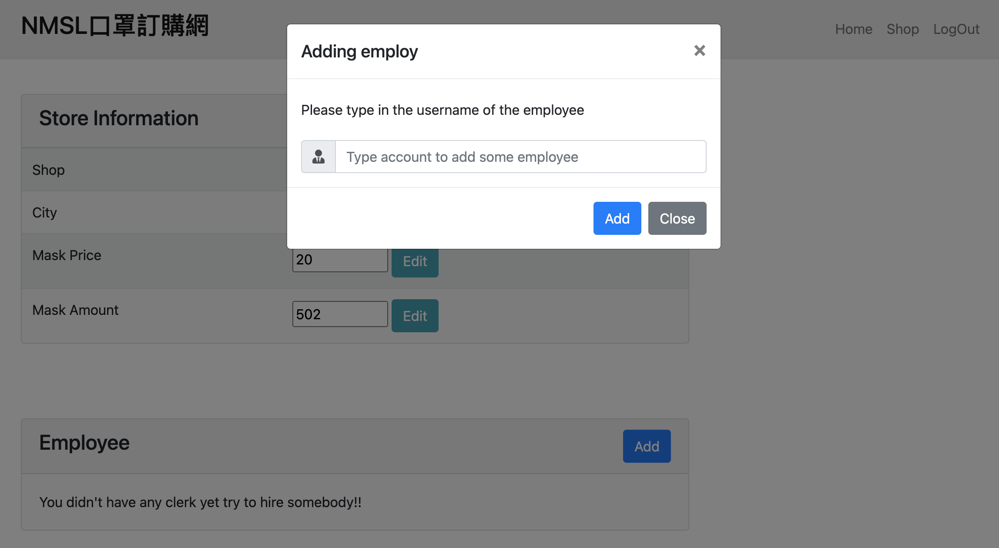 NMSL口罩訂購網
Home Shop LogOut
Adding employ
Please type in the username of the employee
Type account to add some employee
Add Close
Store Information
Shop
City
Mask Price 20 Edit
Mask Amount 502 Edit
Employee Add
You didn't have any clerk yet try to hire somebody!!